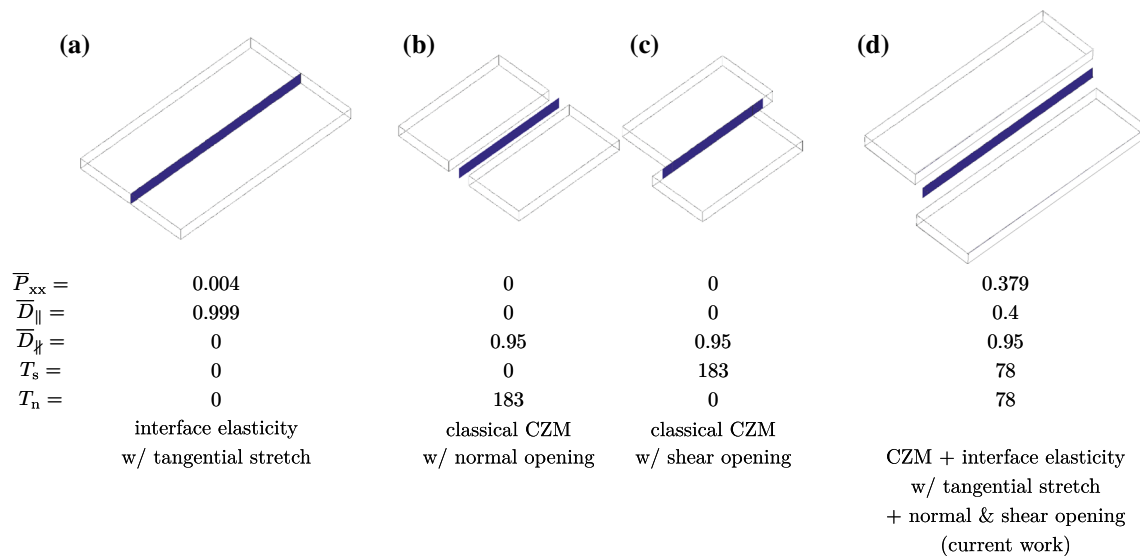 (a) (b) (c) (d)
P̅xx = 0.004 0 0 0.379
D̅∥ = 0.999 0 0 0.4
D̅∦ = 0 0.95 0.95 0.95
Ts = 0 0 183 78
Tn = 0 183 0 78
interface elasticity
w/ tangential stretch
classical CZM
w/ normal opening
classical CZM
w/ shear opening
CZM + interface elasticity
w/ tangential stretch
+ normal & shear opening
(current work)